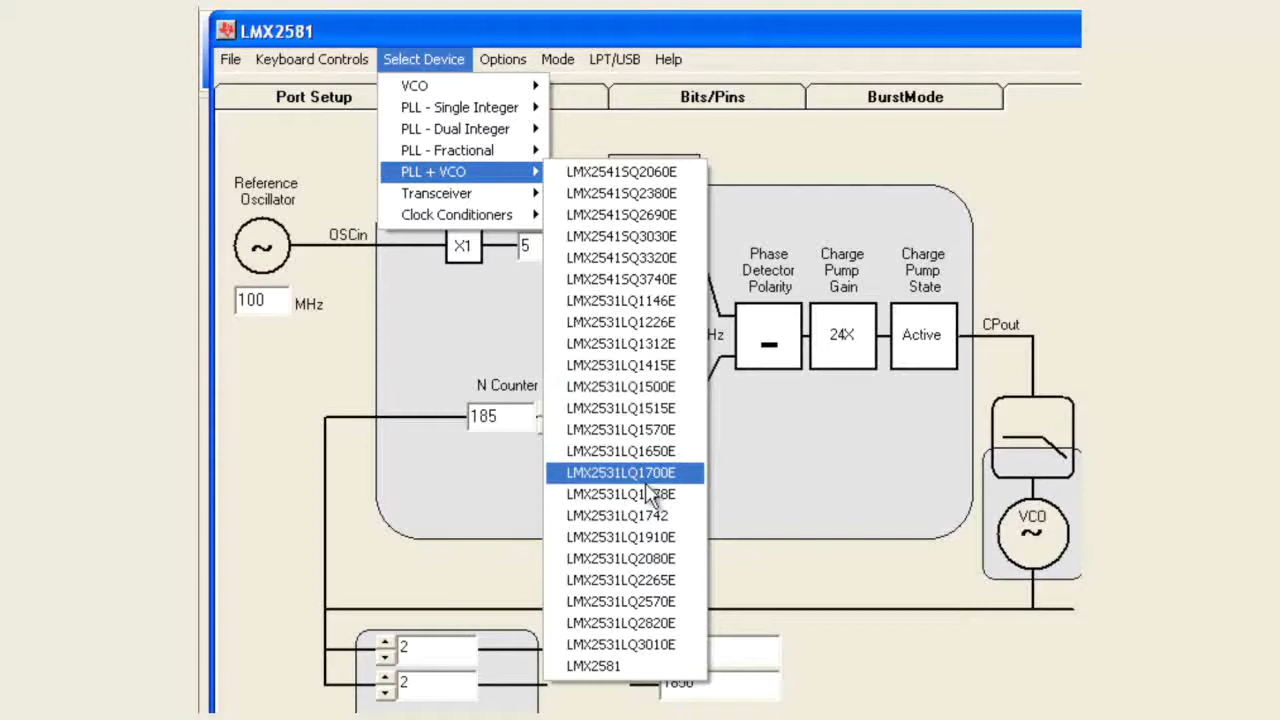 LMX2581
File Keyboard Controls Select Device Options Mode LPT/USB Help
Port Setup Bits/Pins BurstMode
VCO
PLL - Single Integer
PLL - Dual Integer
PLL - Fractional
PLL + VCO
Transceiver
Clock Conditioners
LMX2541SQ2060E
LMX2541SQ2380E
LMX2541SQ2690E
LMX2541SQ3030E
LMX2541SQ3320E
LMX2541SQ3740E
LMX2531LQ1146E
LMX2531LQ1226E
LMX2531LQ1312E
LMX2531LQ1415E
LMX2531LQ1500E
LMX2531LQ1515E
LMX2531LQ1570E
LMX2531LQ1650E
LMX2531LQ1700E
LMX2531LQ1742
LMX2531LQ1910E
LMX2531LQ2080E
LMX2531LQ2265E
LMX2531LQ2570E
LMX2531LQ2820E
LMX2531LQ3010E
LMX2581
Reference
Oscillator
OSCin
100 MHz
X1
5
N Counter
185
Hz
Phase
Detector
Polarity
-
Charge
Pump
Gain
24X
Charge
Pump
State
Active
CPout
VCO
2
2